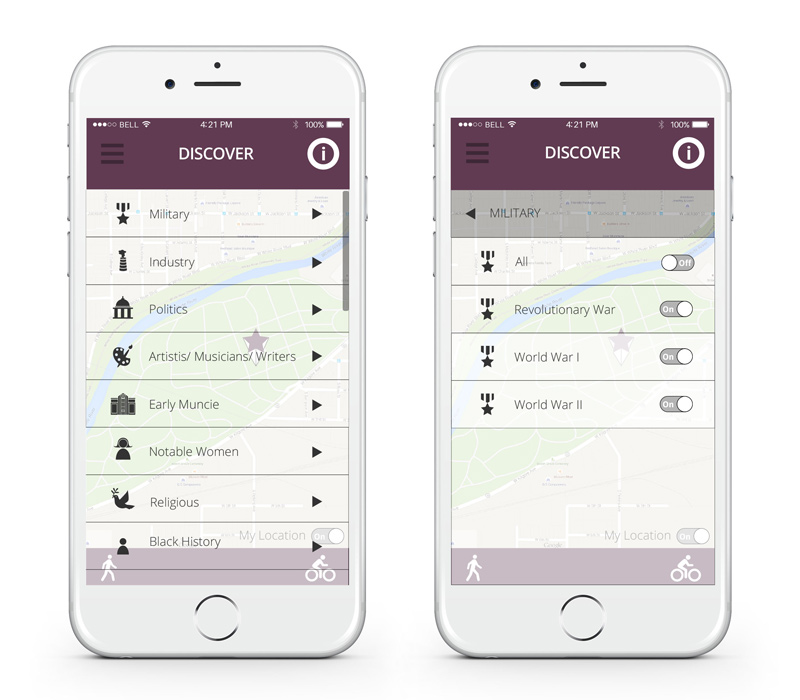 BELL 4:21 PM 100%
DISCOVER i
Military
Industry
Politics
Artistis/ Musicians/ Writers
Early Muncie
Notable Women
Religious
My Location On
Black History
BELL 4:21 PM 100%
DISCOVER i
MILITARY
All Off
Revolutionary War On
World War I On
World War II On
My Location On
Google